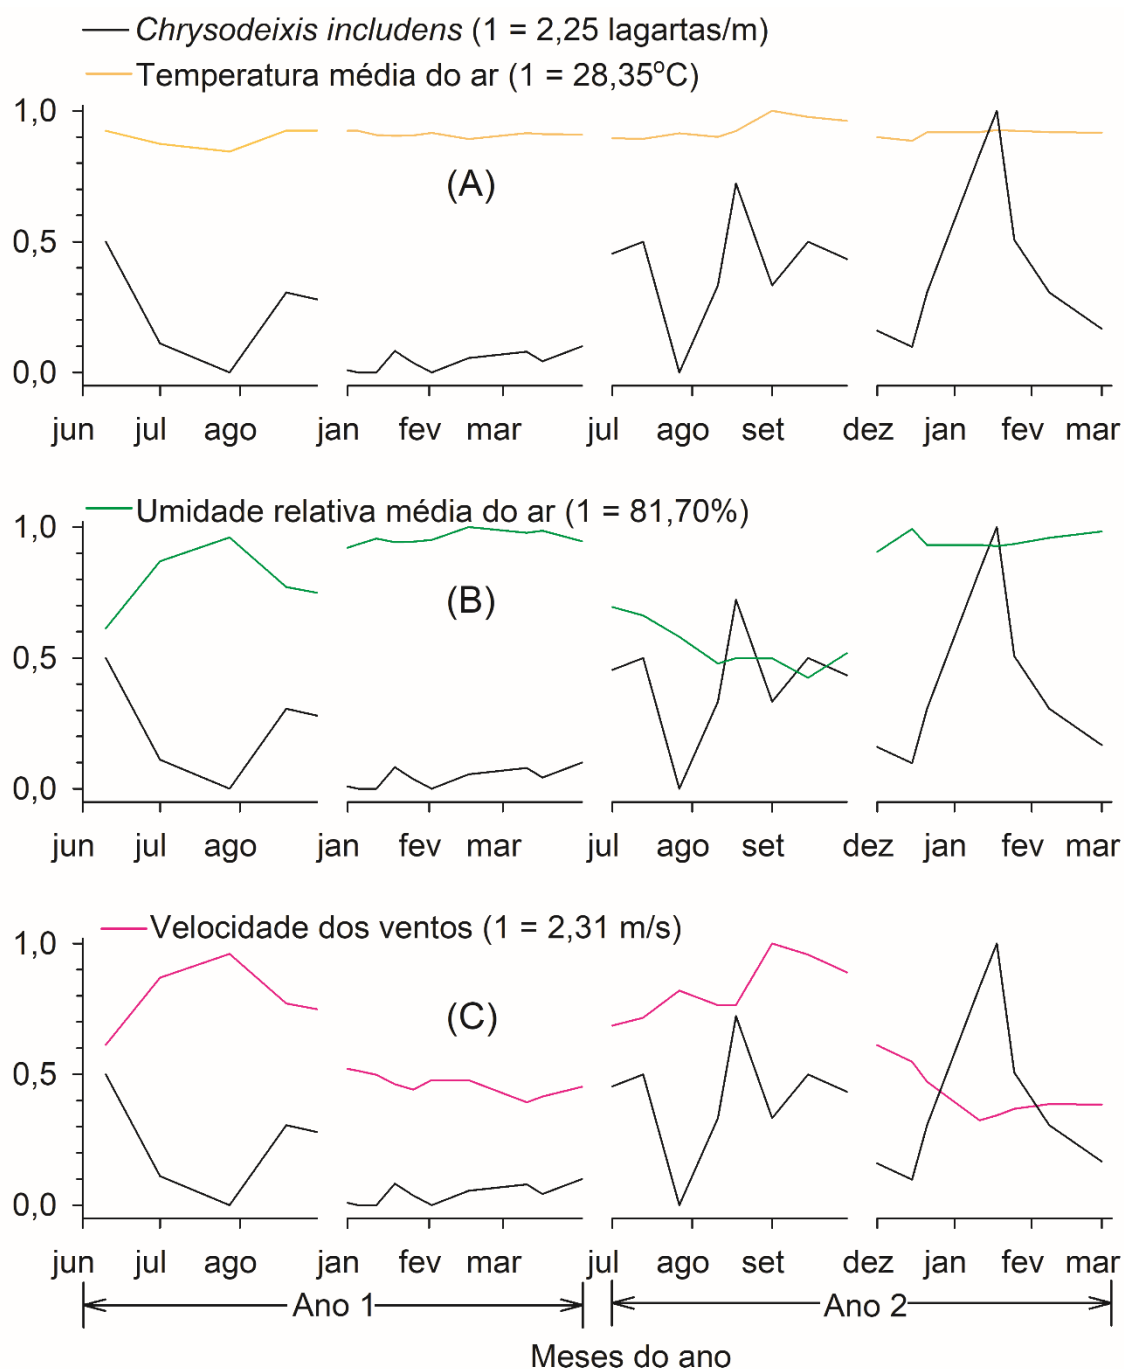 Chrysodeixis includens (1 = 2,25 lagartas/m)
Temperatura média do ar (1 = 28,35ºC)
1,0
(A)
0,5
0,0
jun jul ago jan fev mar jul ago set dez jan fev mar
Umidade relativa média do ar (1 = 81,70%)
1,0
(B)
0,5
0,0
jun jul ago jan fev mar jul ago set dez jan fev mar
Velocidade dos ventos (1 = 2,31 m/s)
1,0
(C)
0,5
0,0
jun jul ago jan fev mar jul ago set dez jan fev mar
Ano 1 Ano 2
Meses do ano